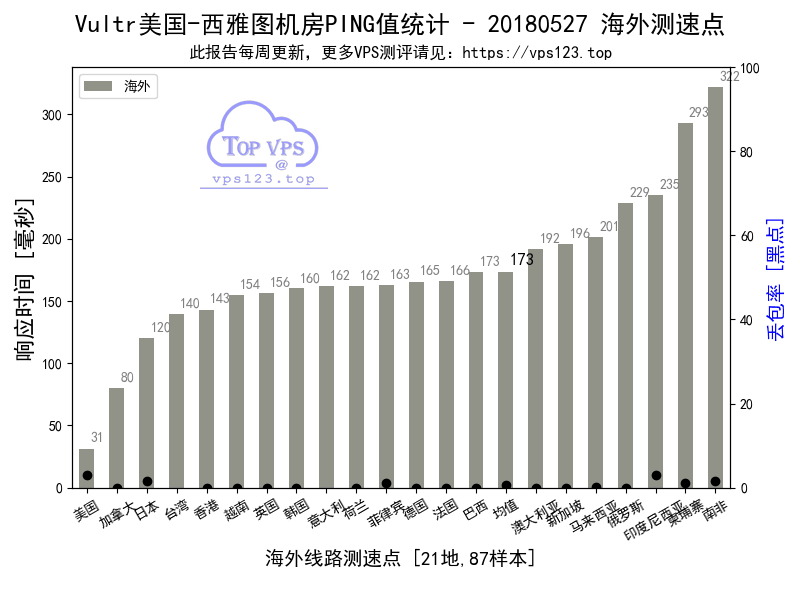 Vultr美国-西雅图机房PING值统计 - 20180527 海外测速点
此报告每周更新，更多VPS测评请见：https://vps123.top
海外
Top VPS
@
vps123.top
响应时间 [毫秒]
300
250
200
150
100
50
0
31
80
120
140
143
154
156
160
162
162
163
165
166
173
173
192
196
201
229
235
293
322
100
80
60
40
20
0
丢包率 [黑点]
美国
加拿大
日本
台湾
香港
越南
英国
韩国
意大利
荷兰
菲律宾
德国
法国
巴西
均值
澳大利亚
新加坡
马来西亚
俄罗斯
印度尼西亚
柬埔寨
南非
海外线路测速点 [21地,87样本]